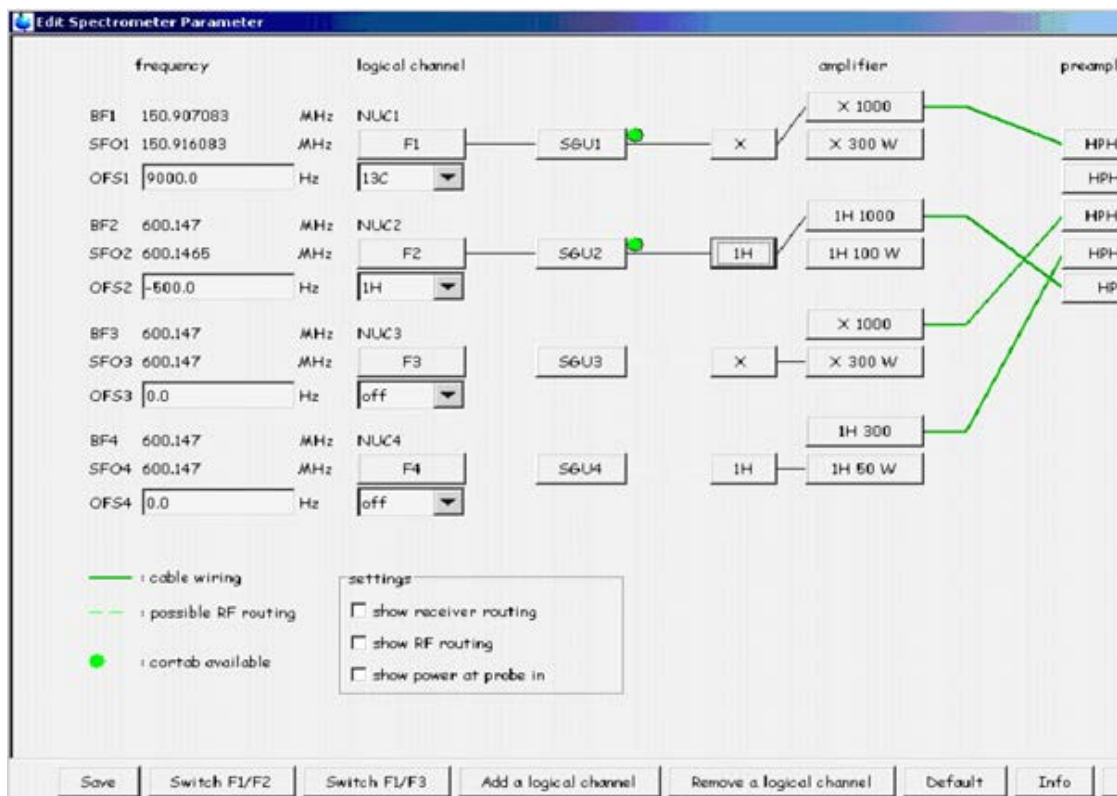 Edit Spectrometer Parameter
frequency logical channel amplifier preampl
BF1 150.907083 MHz NUC1 X 1000
SFO1 150.916083 MHz F1 SGU1 X X 300 W HPH
OFS1 9000.0 Hz 13C HPH
BF2 600.147 MHz NUC2 1H 1000 HPH
SFO2 600.1465 MHz F2 SGU2 1H 1H 100 W HPH
OFS2 -500.0 Hz 1H HP
BF3 600.147 MHz NUC3 X 1000
SFO3 600.147 MHz F3 SGU3 X X 300 W
OFS3 0.0 Hz off
BF4 600.147 MHz NUC4 1H 300
SFO4 600.147 MHz F4 SGU4 1H 1H 50 W
OFS4 0.0 Hz off
: cable wiring settings
: possible RF routing show receiver routing
show RF routing
: cortab available show power at probe in
Save Switch F1/F2 Switch F1/F3 Add a logical channel Remove a logical channel Default Info